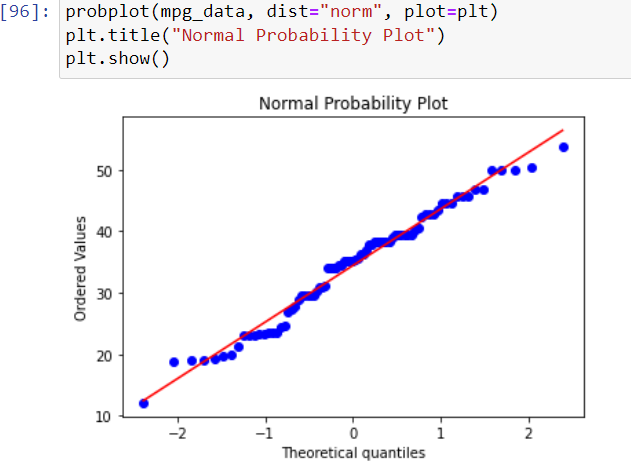 [96]: probplot(mpg_data, dist="norm", plot=plt)
plt.title("Normal Probability Plot")
plt.show()
Normal Probability Plot
50
40
30
20
10
Ordered Values
−2 −1 0 1 2
Theoretical quantiles